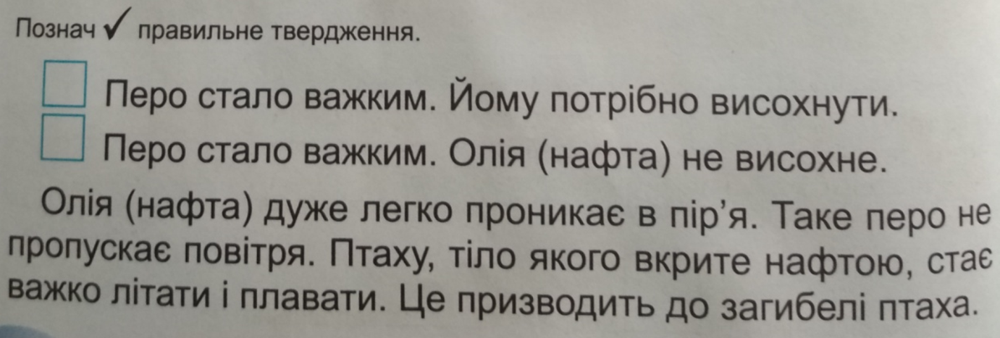 Познач ✓ правильне твердження.
Перо стало важким. Йому потрібно висохнути.
Перо стало важким. Олія (нафта) не висохне.
Олія (нафта) дуже легко проникає в пір’я. Таке перо не
пропускає повітря. Птаху, тіло якого вкрите нафтою, стає
важко літати і плавати. Це призводить до загибелі птаха.